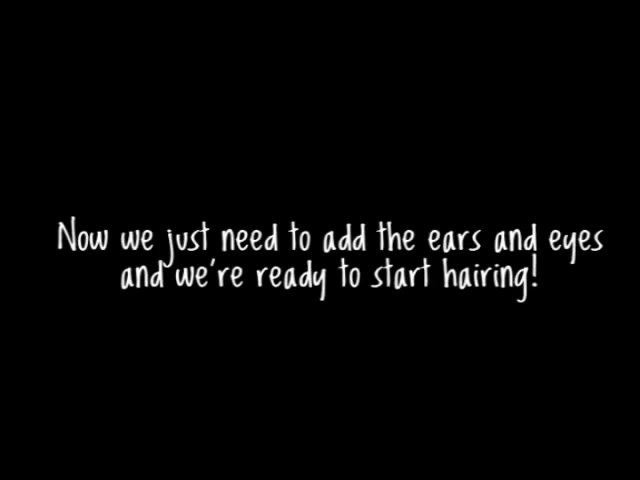 Now we just need to add the ears and eyes
and we're ready to start hairing!